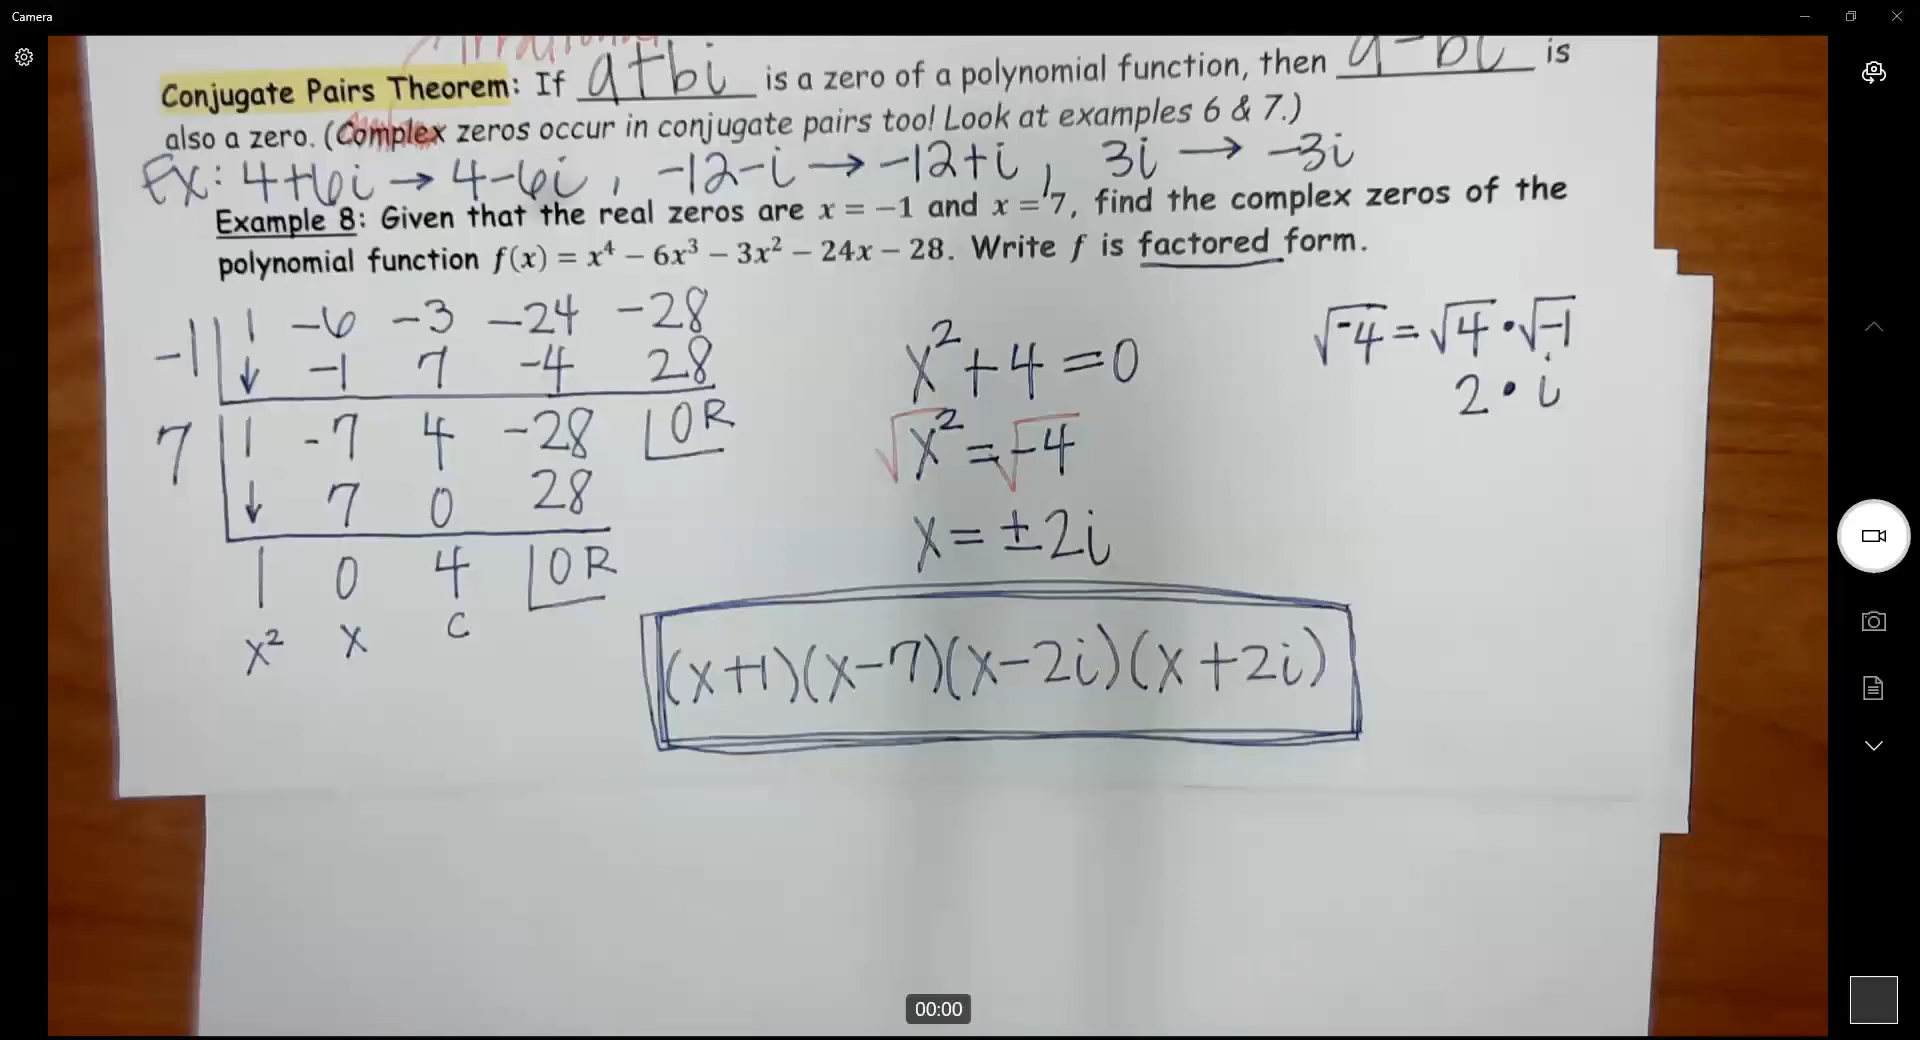 Camera
Irrational
Conjugate Pairs Theorem: If a+bi is a zero of a polynomial function, then a-bi is
also a zero. (Complex zeros occur in conjugate pairs too! Look at examples 6 & 7.)
Ex: 4+6i → 4-6i, -12-i → -12+i, 3i → -3i
Example 8: Given that the real zeros are x = −1 and x = 7, find the complex zeros of the
polynomial function f(x) = x⁴ − 6x³ − 3x² − 24x − 28. Write f is factored form.
-1 1 -6 -3 -24 -28
↓ -1 7 -4 28
7 1 -7 4 -28 0R
↓ 7 0 28
1 0 4 0R
x² x c
x²+4=0
√x²=√-4
x=±2i
√-4=√4•√-1
2•i
(x+1)(x-7)(x-2i)(x+2i)
00:00